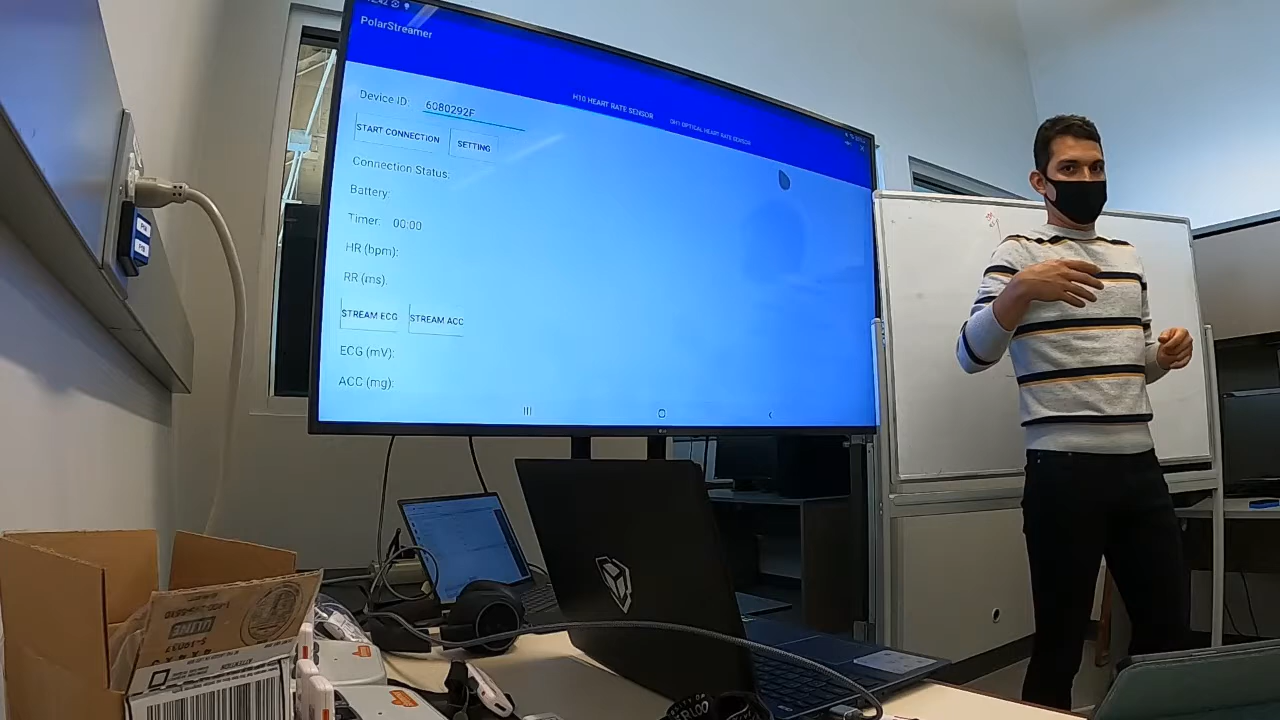 PolarStreamer
H10 HEART RATE SENSOR
OH1 OPTICAL HEART RATE SENSOR
Device ID: 6080292F
START CONNECTION SETTING
Connection Status:
Battery:
Timer: 00:00
HR (bpm):
RR (ms):
STREAM ECG STREAM ACC
ECG (mV):
ACC (mg):
ULINE
ATTENTION